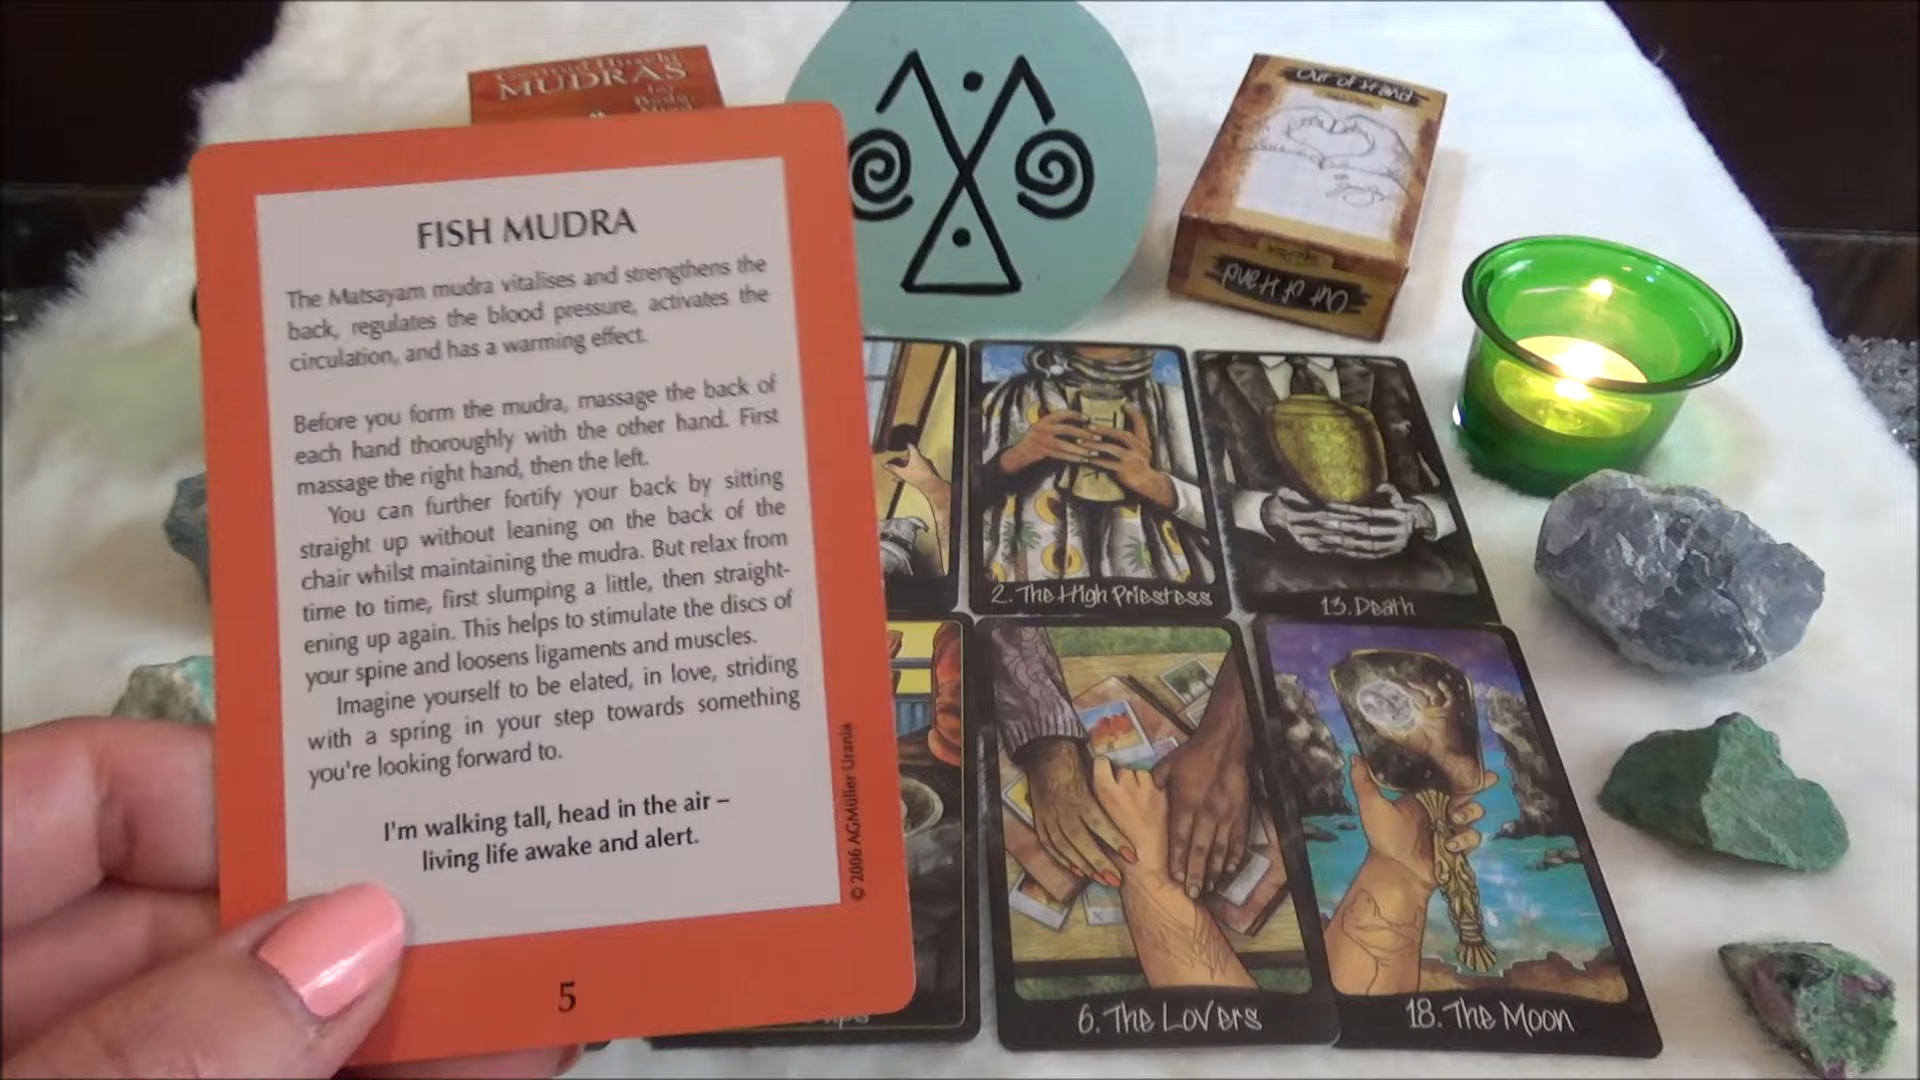 MUDRAS
for
Body,
FISH MUDRA
The Matsayam mudra vitalises and strengthens the
back, regulates the blood pressure, activates the
circulation, and has a warming effect.
Before you form the mudra, massage the back of
each hand thoroughly with the other hand. First
massage the right hand, then the left.
You can further fortify your back by sitting
straight up without leaning on the back of the
chair whilst maintaining the mudra. But relax from
time to time, first slumping a little, then straight-
ening up again. This helps to stimulate the discs of
your spine and loosens ligaments and muscles.
Imagine yourself to be elated, in love, striding
with a spring in your step towards something
you're looking forward to.
I'm walking tall, head in the air –
living life awake and alert.
© 2006 AGMüller Urania
5
Out of Hand
Out of Hand
2. The High Priestess
13. Death
6. The Lovers
18. The Moon